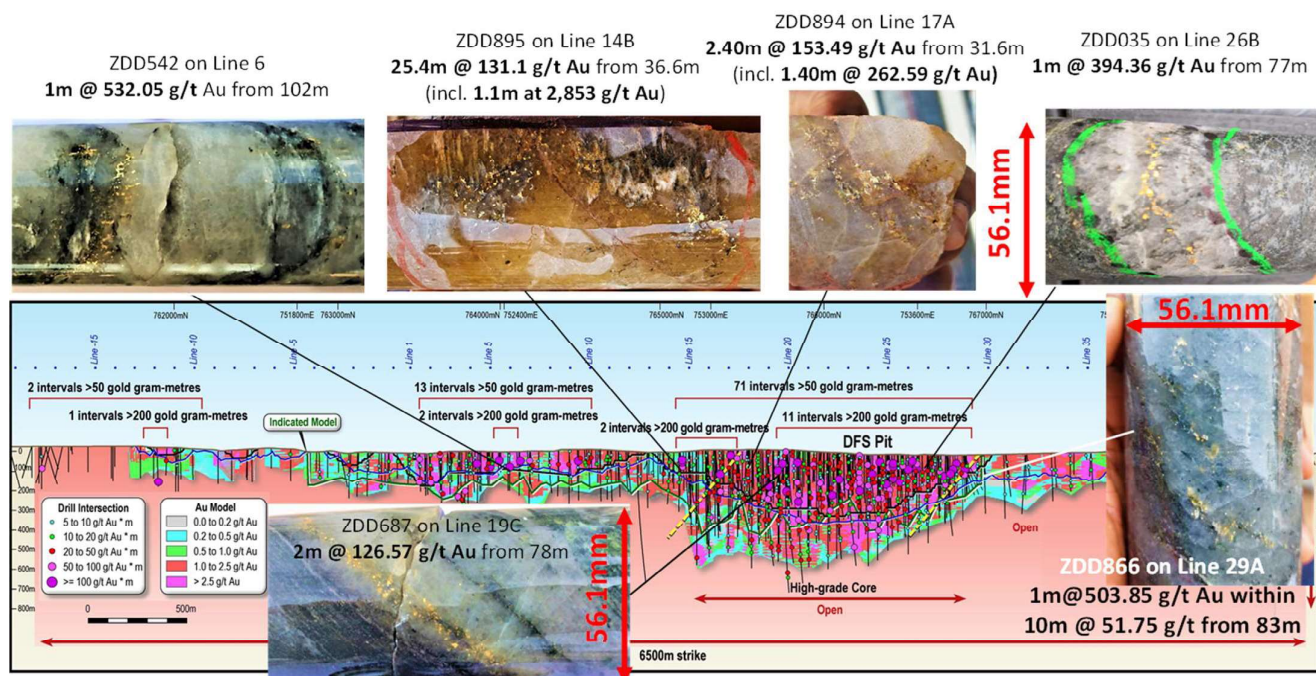 ZDD542 on Line 6
1m @ 532.05 g/t Au from 102m
ZDD895 on Line 14B
25.4m @ 131.1 g/t Au from 36.6m
(incl. 1.1m at 2,853 g/t Au)
ZDD894 on Line 17A
2.40m @ 153.49 g/t Au from 31.6m
(incl. 1.40m @ 262.59 g/t Au)
ZDD035 on Line 26B
1m @ 394.36 g/t Au from 77m
56.1mm
56.1mm
762000mN
751800mE
763000mN
764000mN
752400mE
765000mN
753000mE
753600mE
767000mN
Line -15
Line -10
Line -5
Line 1
Line 5
Line 10
Line 15
Line 20
Line 25
Line 30
Line 35
2 intervals >50 gold gram-metres
13 intervals >50 gold gram-metres
71 intervals >50 gold gram-metres
1 intervals >200 gold gram-metres
2 intervals >200 gold gram-metres
2 intervals >200 gold gram-metres
11 intervals >200 gold gram-metres
Indicated Model
DFS Pit
0
100m
200m
300m
400m
500m
600m
700m
800m
Drill Intersection
5 to 10 g/t Au * m
10 to 20 g/t Au * m
20 to 50 g/t Au * m
50 to 100 g/t Au * m
>= 100 g/t Au * m
Au Model
0.0 to 0.2 g/t Au
0.2 to 0.5 g/t Au
0.5 to 1.0 g/t Au
1.0 to 2.5 g/t Au
> 2.5 g/t Au
0
500m
ZDD687 on Line 19C
2m @ 126.57 g/t Au from 78m
56.1mm
High-grade Core
Open
Open
ZDD866 on Line 29A
1m@503.85 g/t Au within
10m @ 51.75 g/t from 83m
6500m strike